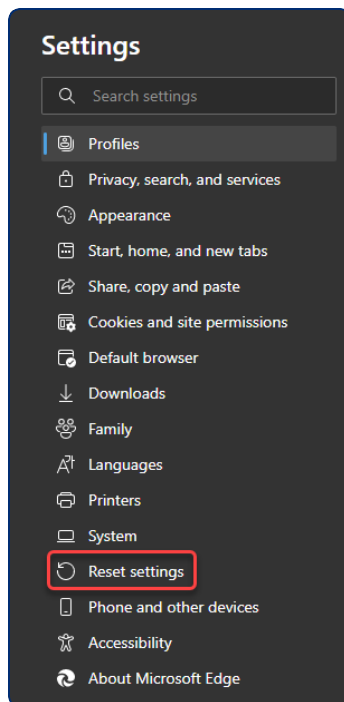 Settings
Search settings
Profiles
Privacy, search, and services
Appearance
Start, home, and new tabs
Share, copy and paste
Cookies and site permissions
Default browser
Downloads
Family
Languages
Printers
System
Reset settings
Phone and other devices
Accessibility
About Microsoft Edge